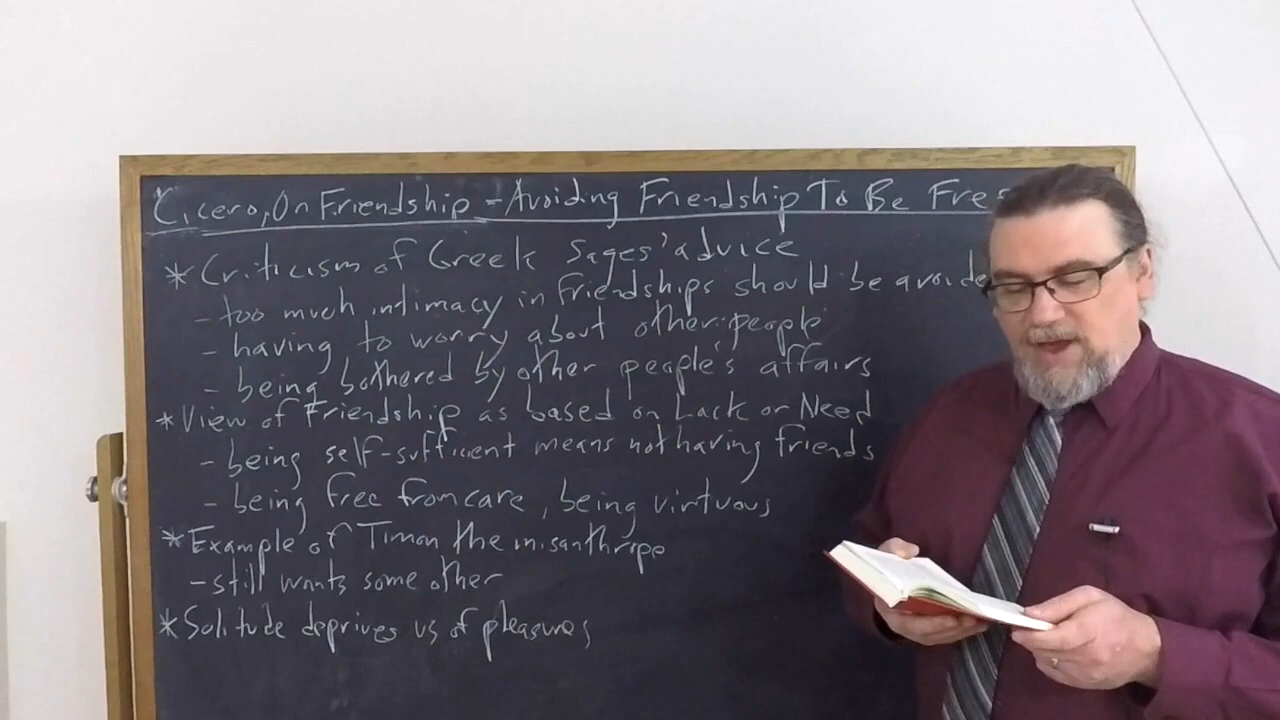 Cicero, On Friendship - Avoiding Friendship To Be Free
* Criticism of Greek Sages' advice
- too much intimacy in friendships should be avoide
- having to worry about other people
- being bothered by other people's affairs
* View of Friendship as based on Lack or Need
- being self-sufficient means not having friends
- being free from care, being virtuous
* Example of Timon the misanthrope
- still wants some other
* Solitude deprives us of pleasures